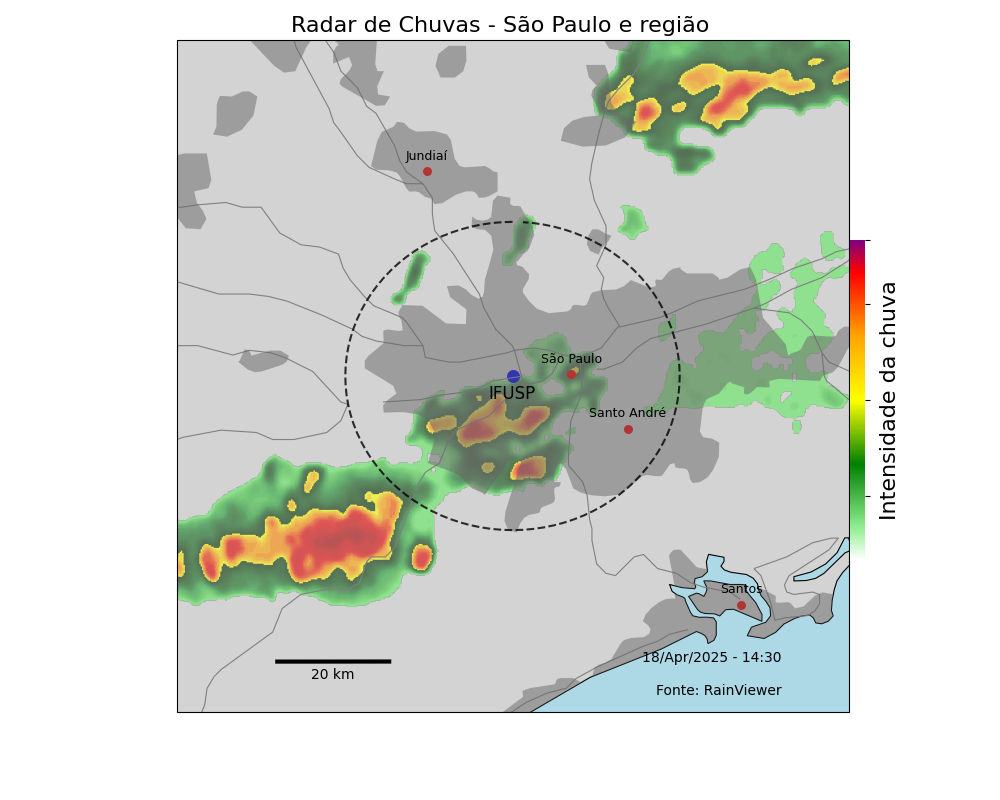 Radar de Chuvas - São Paulo e região
Jundiaí
São Paulo
IFUSP
Santo André
Intensidade da chuva
Santos
18/Apr/2025 - 14:30
20 km
Fonte: RainViewer